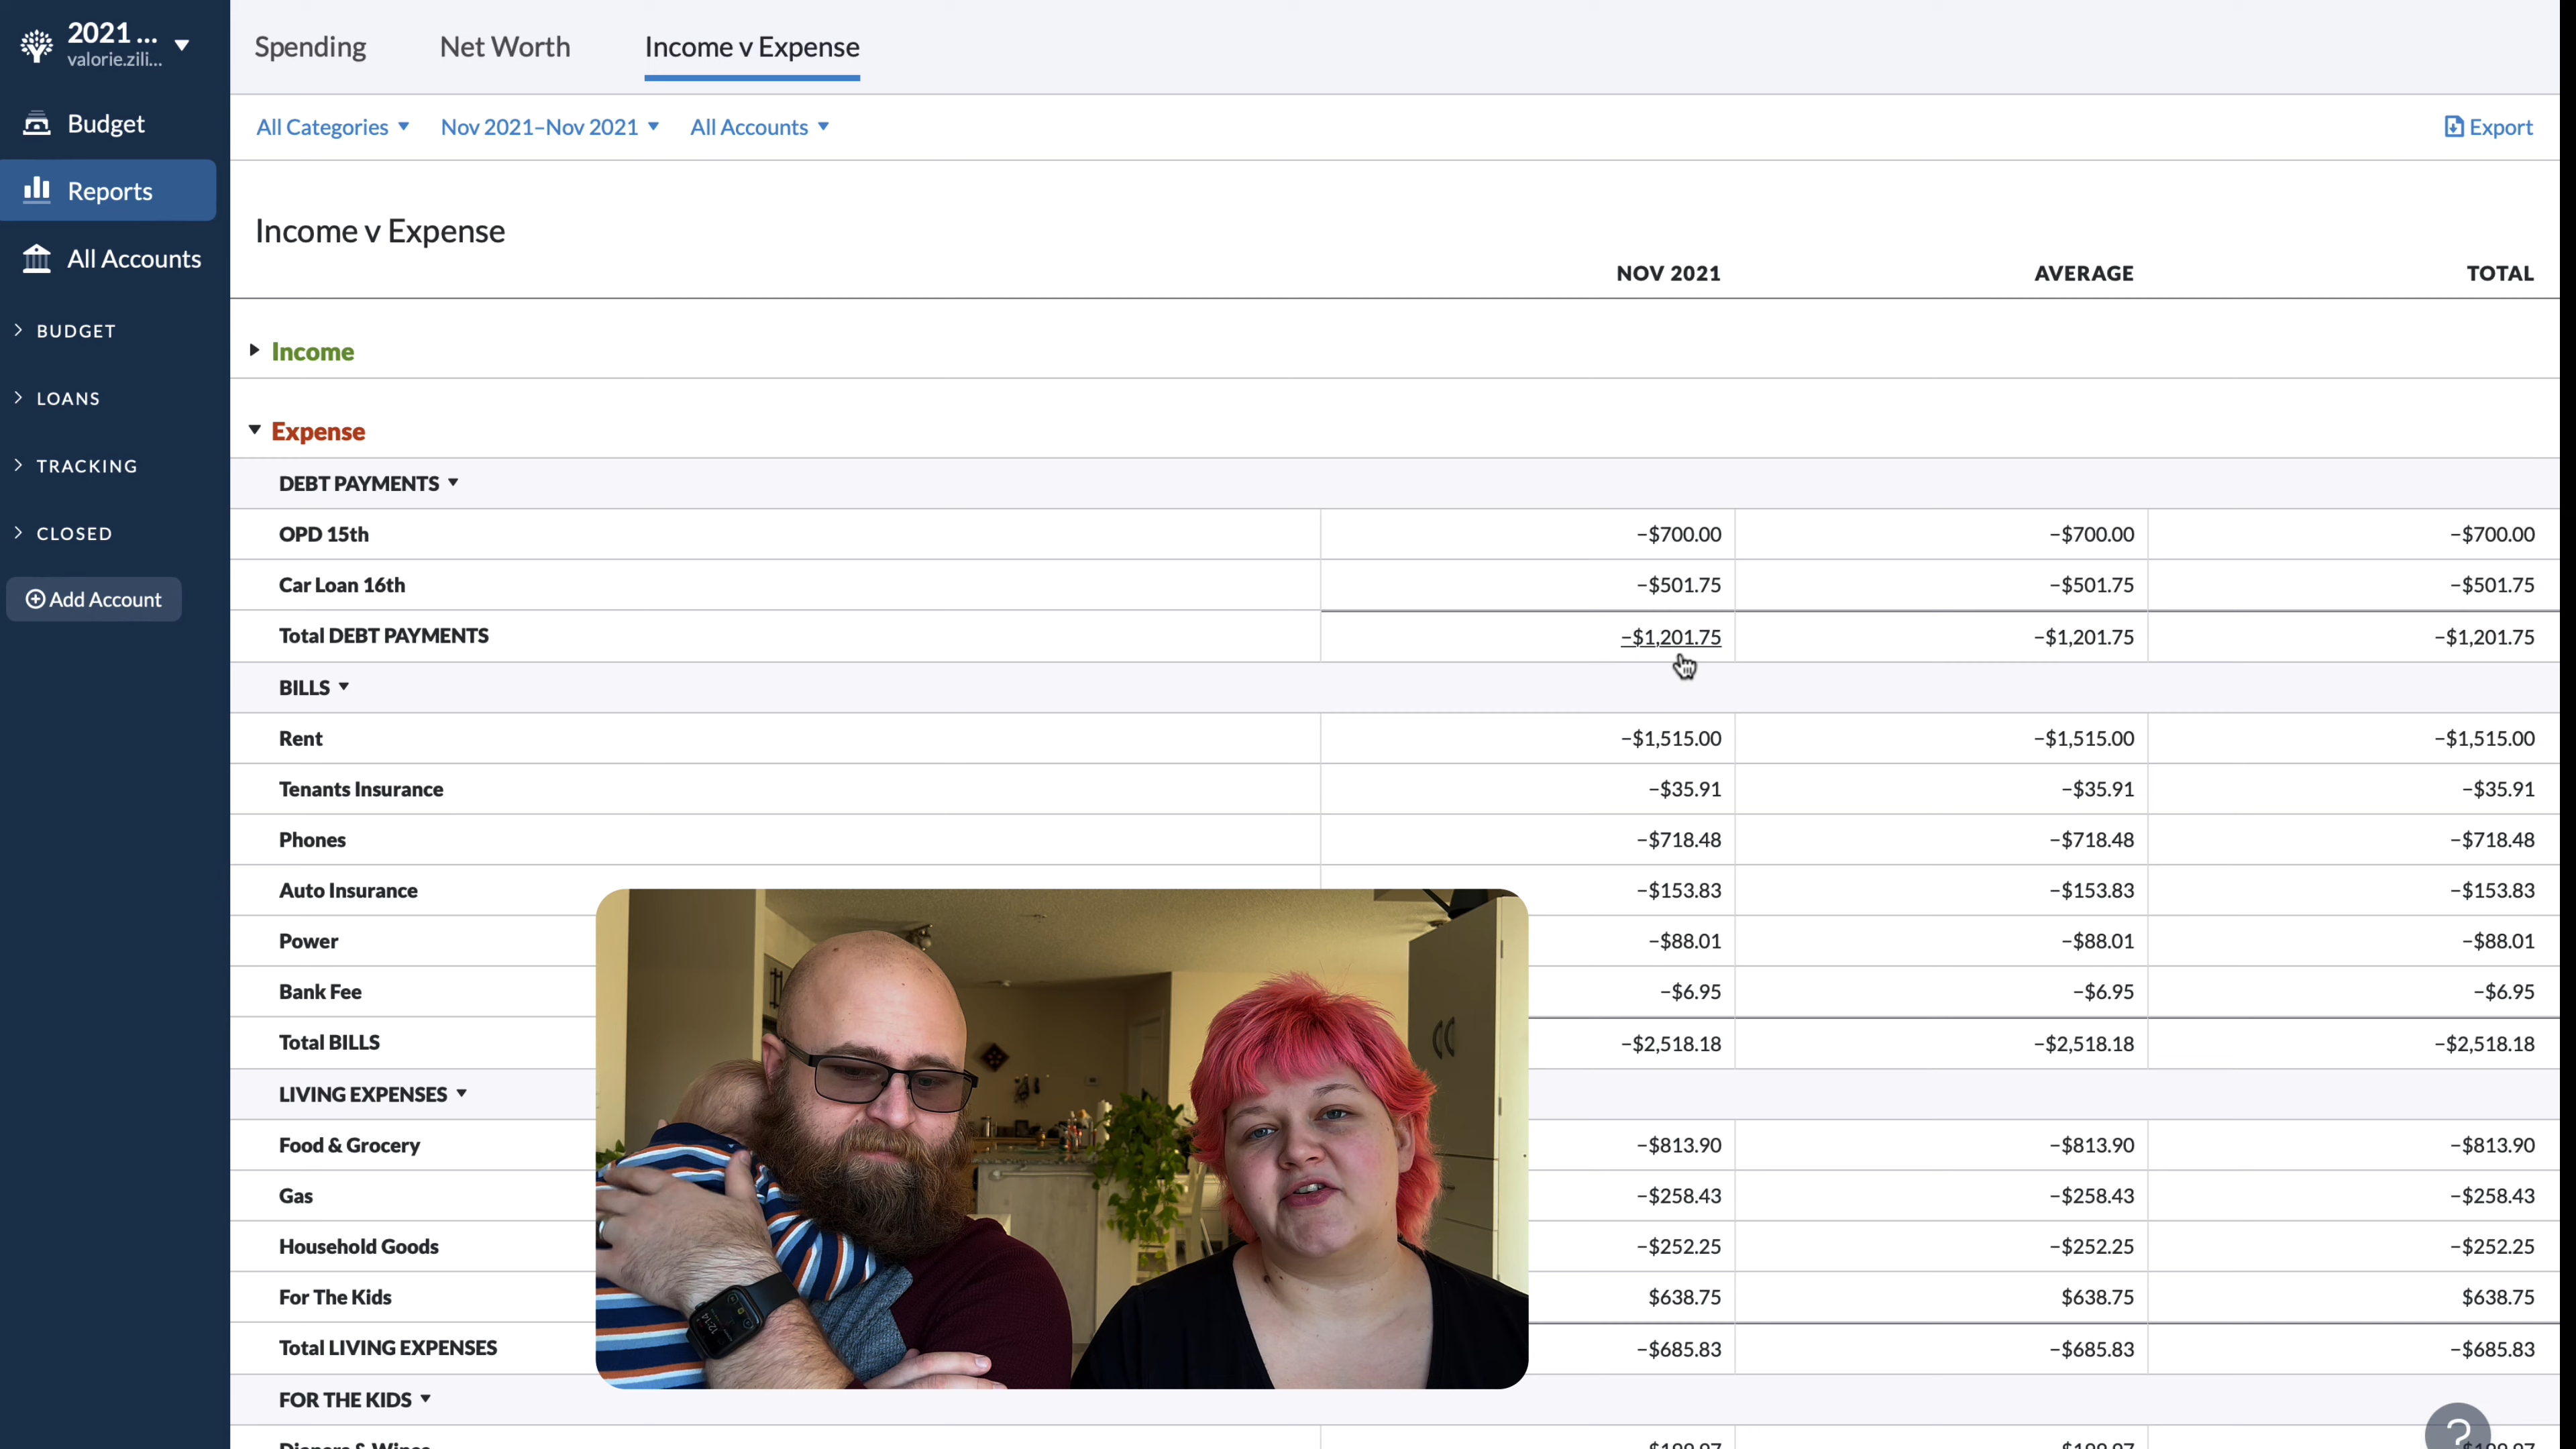 2021 ...
valorie.zili...
Spending Net Worth Income v Expense
Budget
Reports
All Accounts
BUDGET
LOANS
TRACKING
CLOSED
Add Account
All Categories Nov 2021–Nov 2021 All Accounts Export
Income v Expense
NOV 2021 AVERAGE TOTAL
Income
Expense
DEBT PAYMENTS
OPD 15th −$700.00 −$700.00 −$700.00
Car Loan 16th −$501.75 −$501.75 −$501.75
Total DEBT PAYMENTS −$1,201.75 −$1,201.75 −$1,201.75
BILLS
Rent −$1,515.00 −$1,515.00 −$1,515.00
Tenants Insurance −$35.91 −$35.91 −$35.91
Phones −$718.48 −$718.48 −$718.48
Auto Insurance −$153.83 −$153.83 −$153.83
Power −$88.01 −$88.01 −$88.01
Bank Fee −$6.95 −$6.95 −$6.95
Total BILLS −$2,518.18 −$2,518.18 −$2,518.18
LIVING EXPENSES
Food & Grocery −$813.90 −$813.90 −$813.90
Gas −$258.43 −$258.43 −$258.43
Household Goods −$252.25 −$252.25 −$252.25
For The Kids $638.75 $638.75 $638.75
Total LIVING EXPENSES −$685.83 −$685.83 −$685.83
FOR THE KIDS
Diapers & Wipes
?
12:14